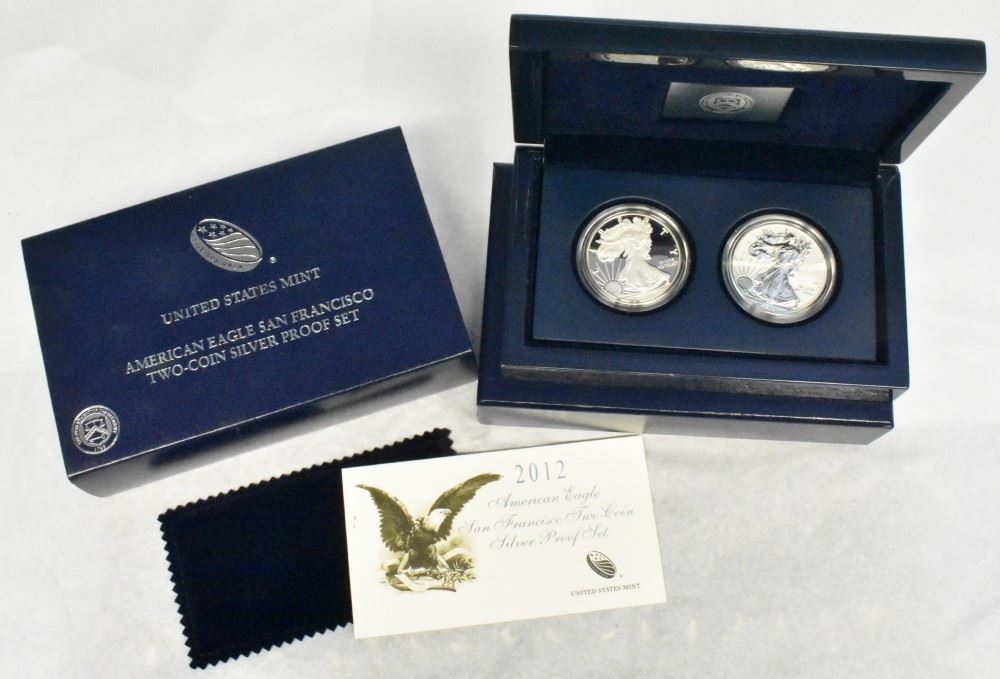 UNITED STATES MINT
AMERICAN EAGLE SAN FRANCISCO
TWO-COIN SILVER PROOF SET
2012
American Eagle
San Francisco Two-Coin
Silver Proof Set
UNITED STATES MINT